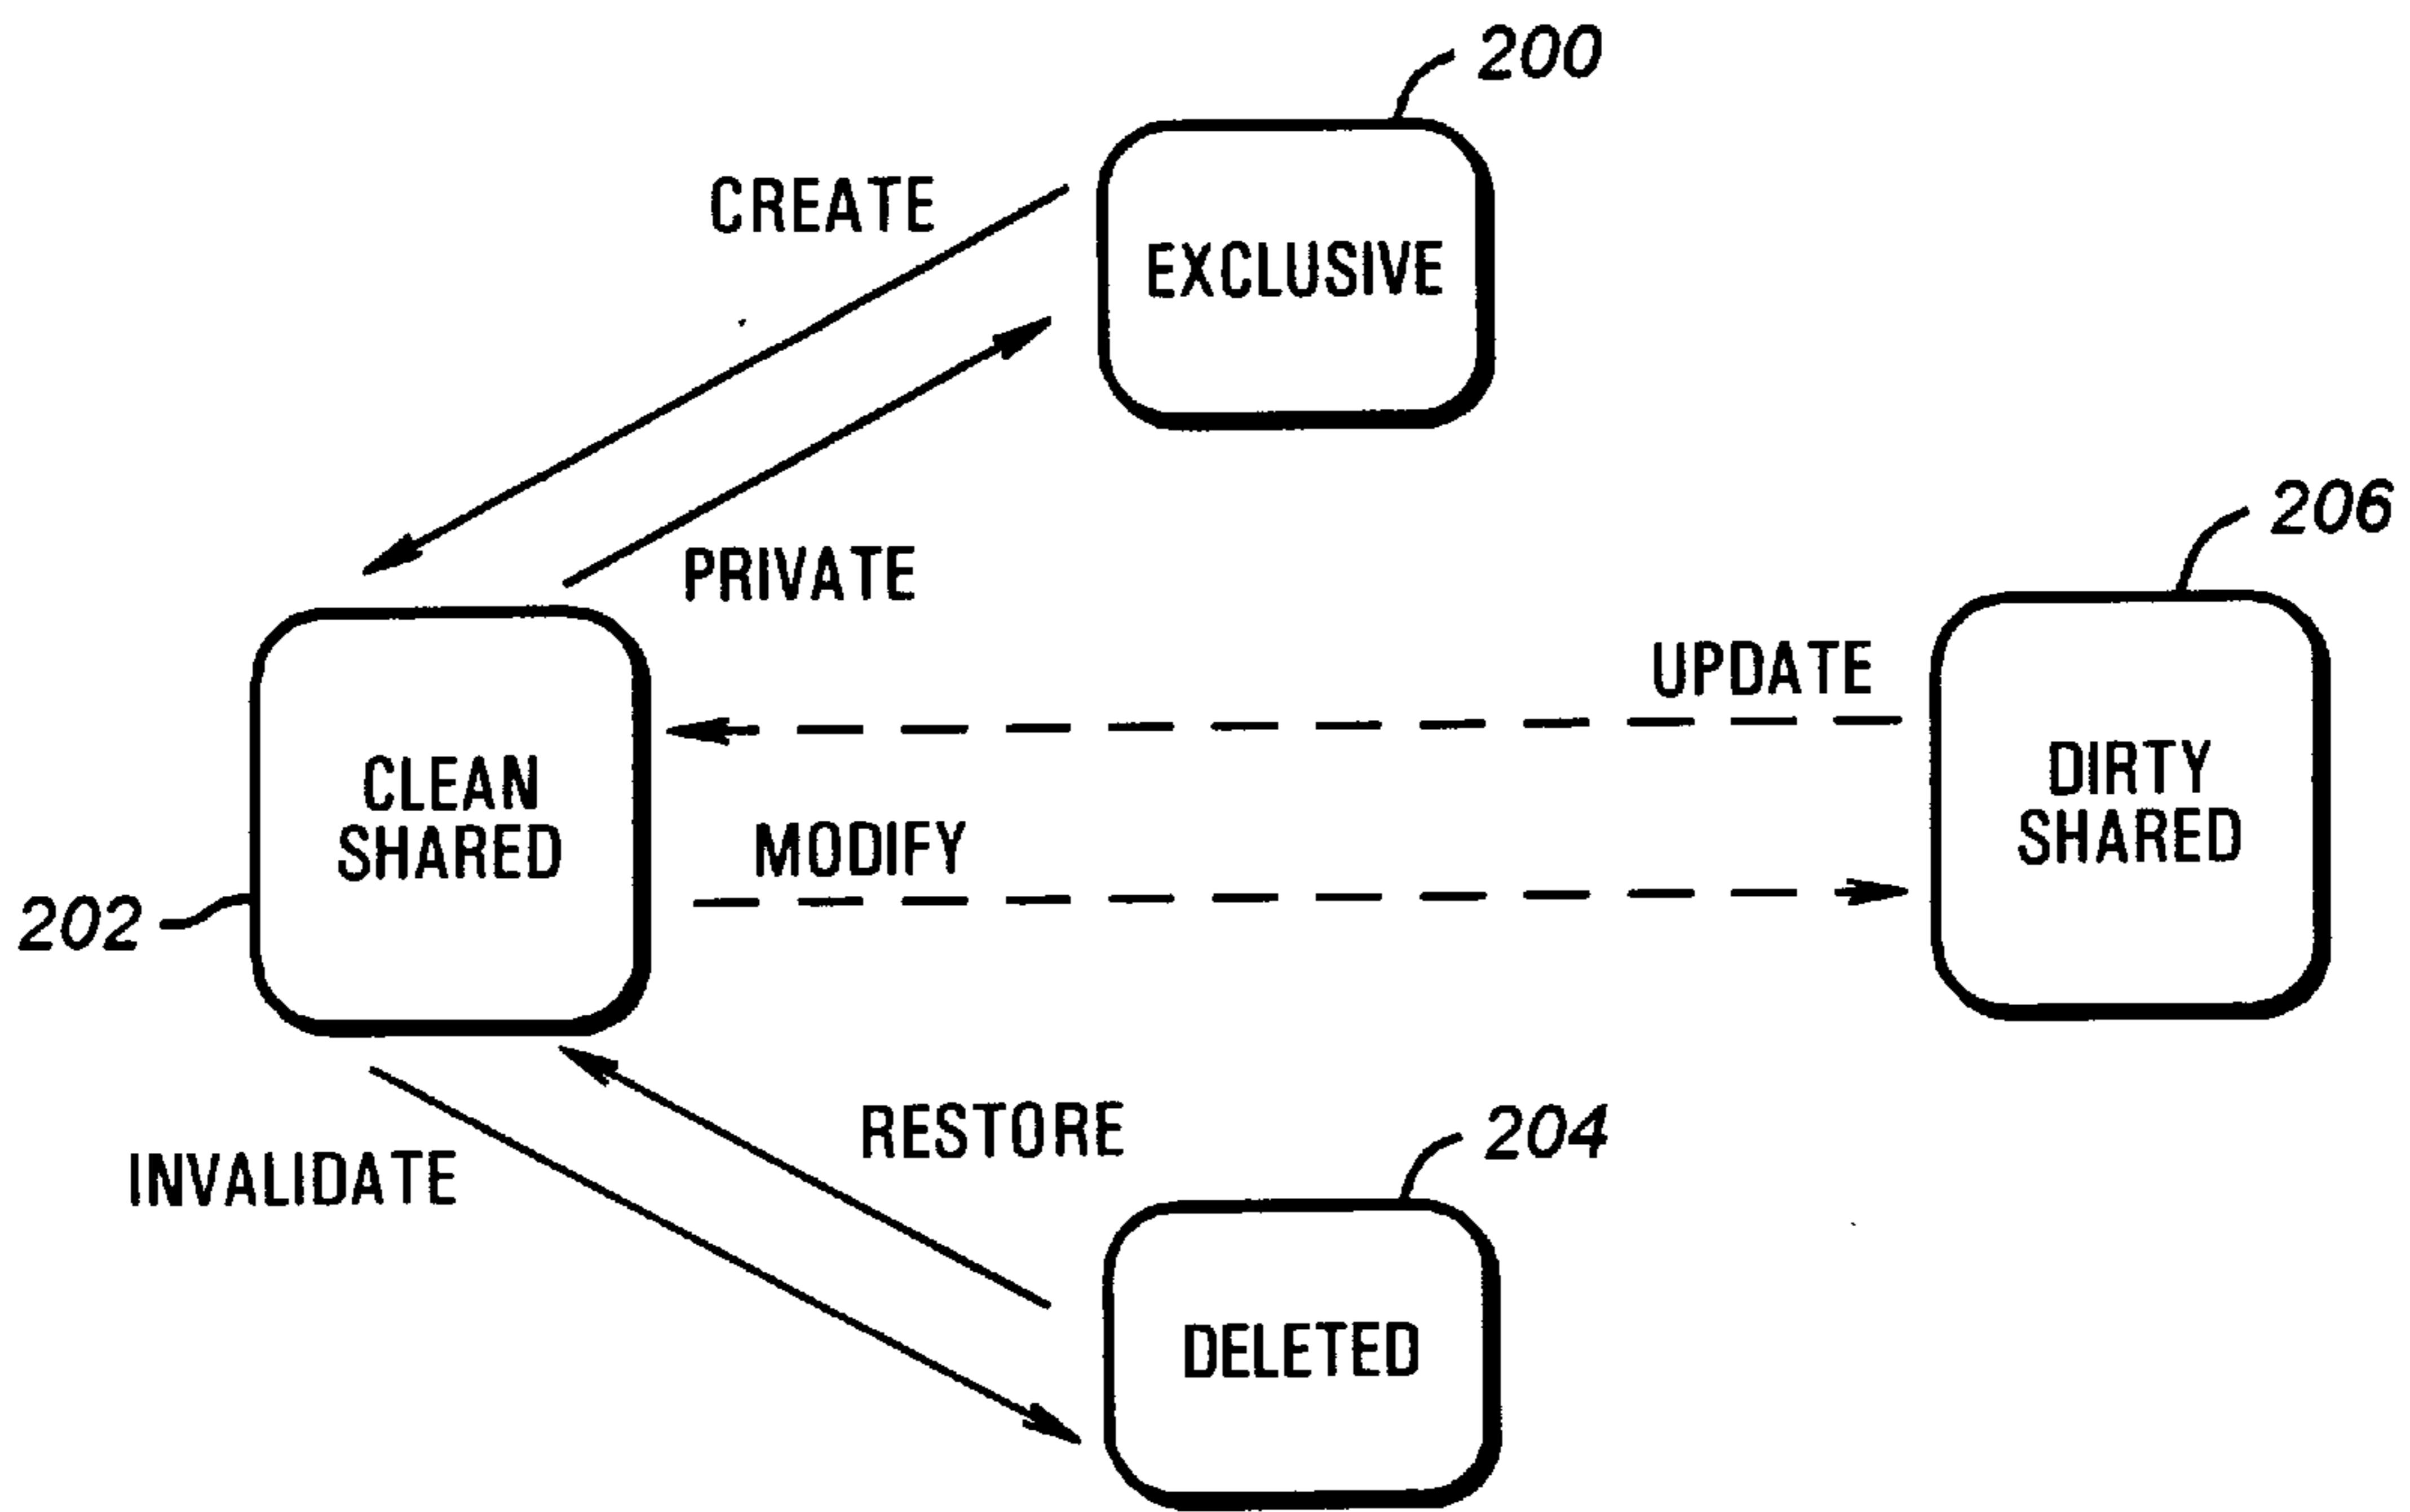 200
CREATE
EXCLUSIVE
206
PRIVATE
UPDATE
CLEAN
SHARED
DIRTY
SHARED
MODIFY
202
RESTORE
204
INVALIDATE
DELETED